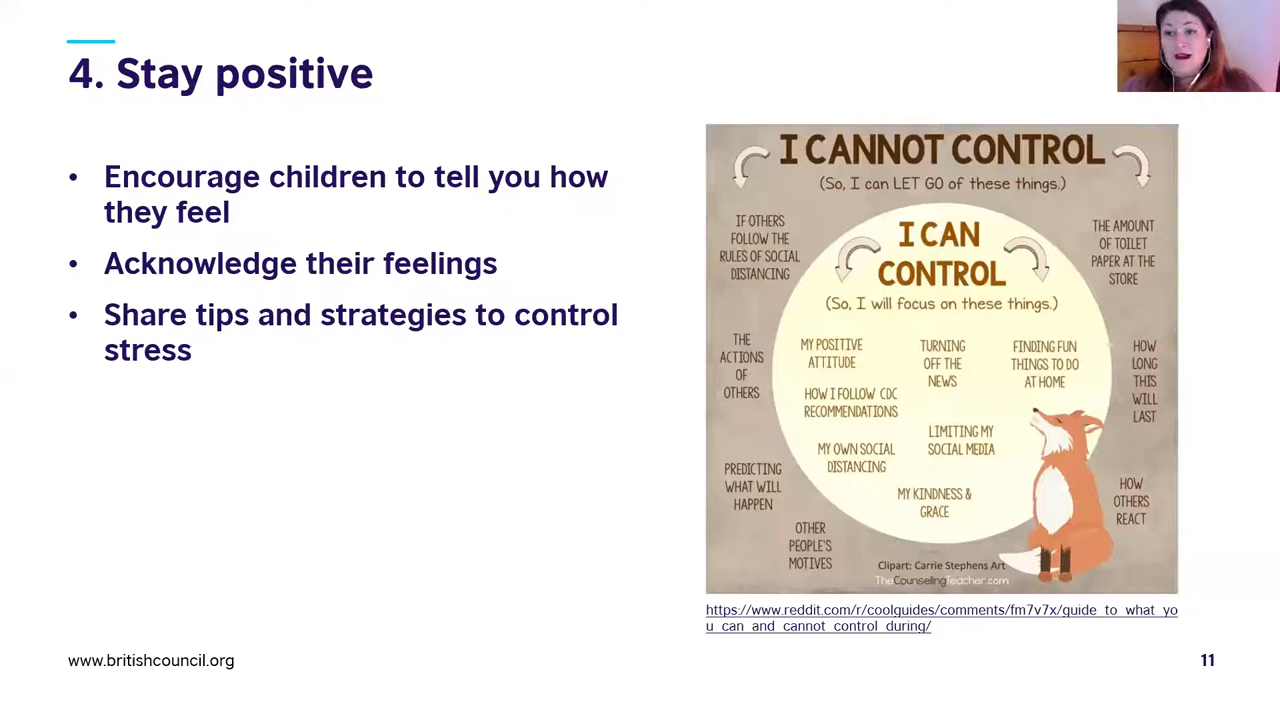 4. Stay positive
• Encourage children to tell you how
they feel
• Acknowledge their feelings
• Share tips and strategies to control
stress
I CANNOT CONTROL
(So, I can LET GO of these things.)
IF OTHERS
FOLLOW THE
RULES OF SOCIAL
DISTANCING
THE AMOUNT
OF TOILET
PAPER AT THE
STORE
I CAN
CONTROL
(So, I will focus on these things.)
THE
ACTIONS
OF
OTHERS
MY POSITIVE
ATTITUDE
TURNING
OFF THE
NEWS
FINDING FUN
THINGS TO DO
AT HOME
HOW
LONG
THIS
WILL
LAST
HOW I FOLLOW CDC
RECOMMENDATIONS
LIMITING MY
SOCIAL MEDIA
MY OWN SOCIAL
DISTANCING
PREDICTING
WHAT WILL
HAPPEN
MY KINDNESS &
GRACE
HOW
OTHERS
REACT
OTHER
PEOPLE'S
MOTIVES
Clipart: Carrie Stephens Art
TheCounselingTeacher.com
https://www.reddit.com/r/coolguides/comments/fm7v7x/guide_to_what_yo
u_can_and_cannot_control_during/
www.britishcouncil.org
11